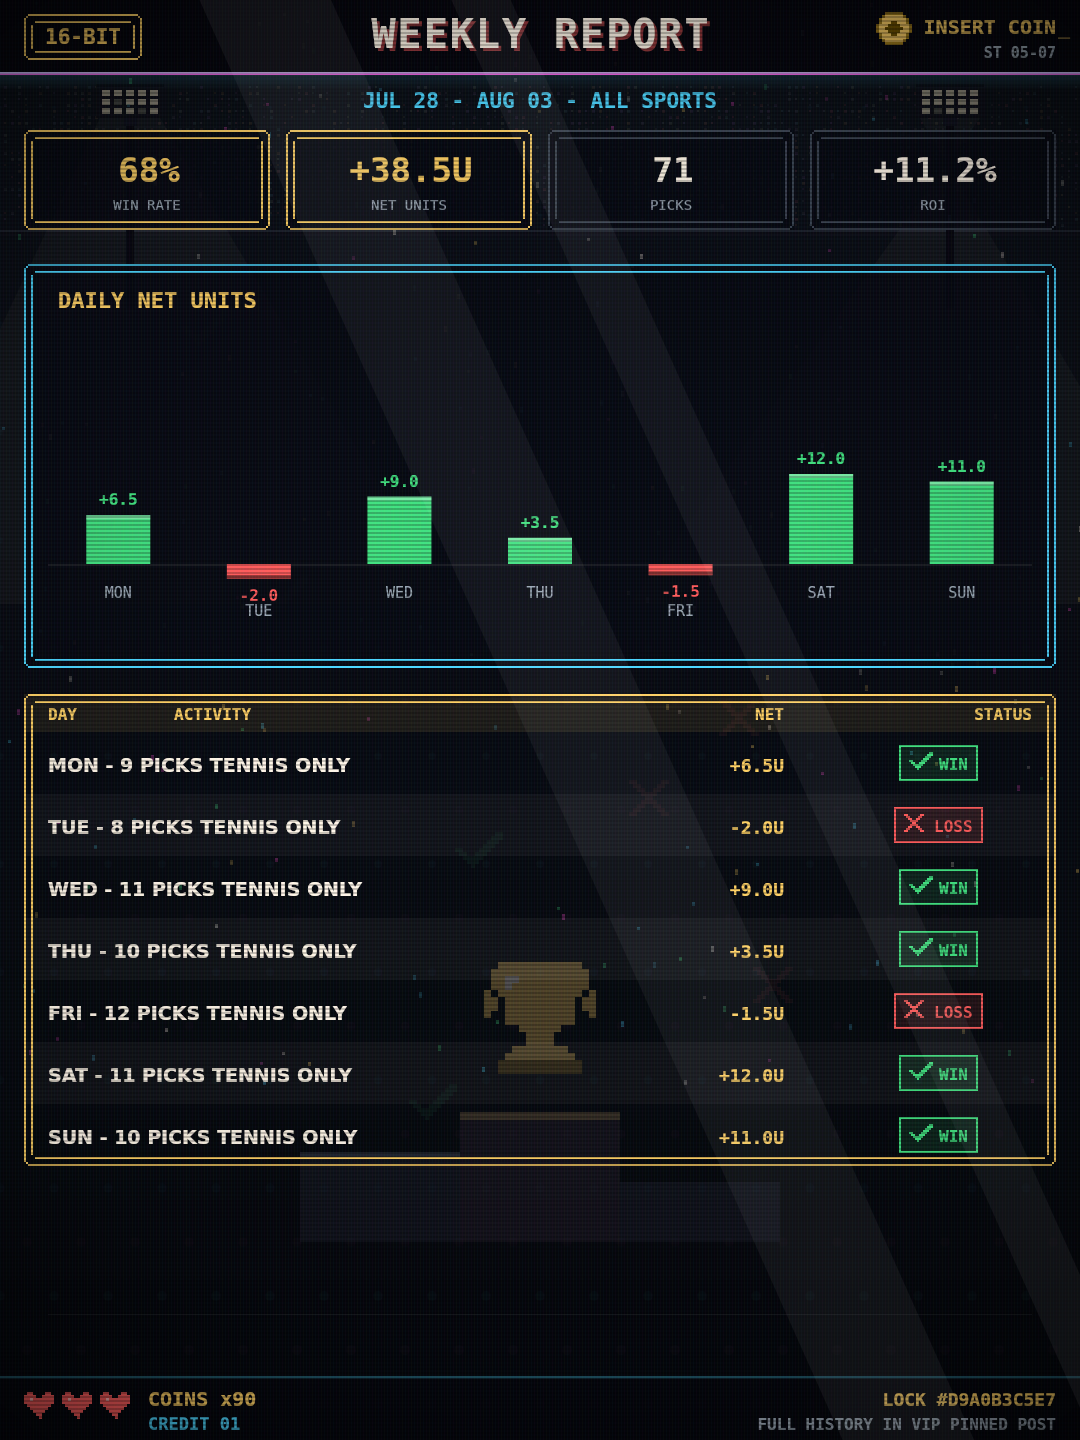 16-BIT
WEEKLY REPORT
INSERT COIN_
ST 05-07
JUL 28 - AUG 03 - ALL SPORTS
68%
WIN RATE
+38.5U
NET UNITS
71
PICKS
+11.2%
ROI
DAILY NET UNITS
+6.5
MON
-2.0
TUE
+9.0
WED
+3.5
THU
-1.5
FRI
+12.0
SAT
+11.0
SUN
DAY ACTIVITY NET STATUS
MON - 9 PICKS TENNIS ONLY +6.5U WIN
TUE - 8 PICKS TENNIS ONLY -2.0U LOSS
WED - 11 PICKS TENNIS ONLY +9.0U WIN
THU - 10 PICKS TENNIS ONLY +3.5U WIN
FRI - 12 PICKS TENNIS ONLY -1.5U LOSS
SAT - 11 PICKS TENNIS ONLY +12.0U WIN
SUN - 10 PICKS TENNIS ONLY +11.0U WIN
COINS x90
CREDIT 01
LOCK #D9A0B3C5E7
FULL HISTORY IN VIP PINNED POST